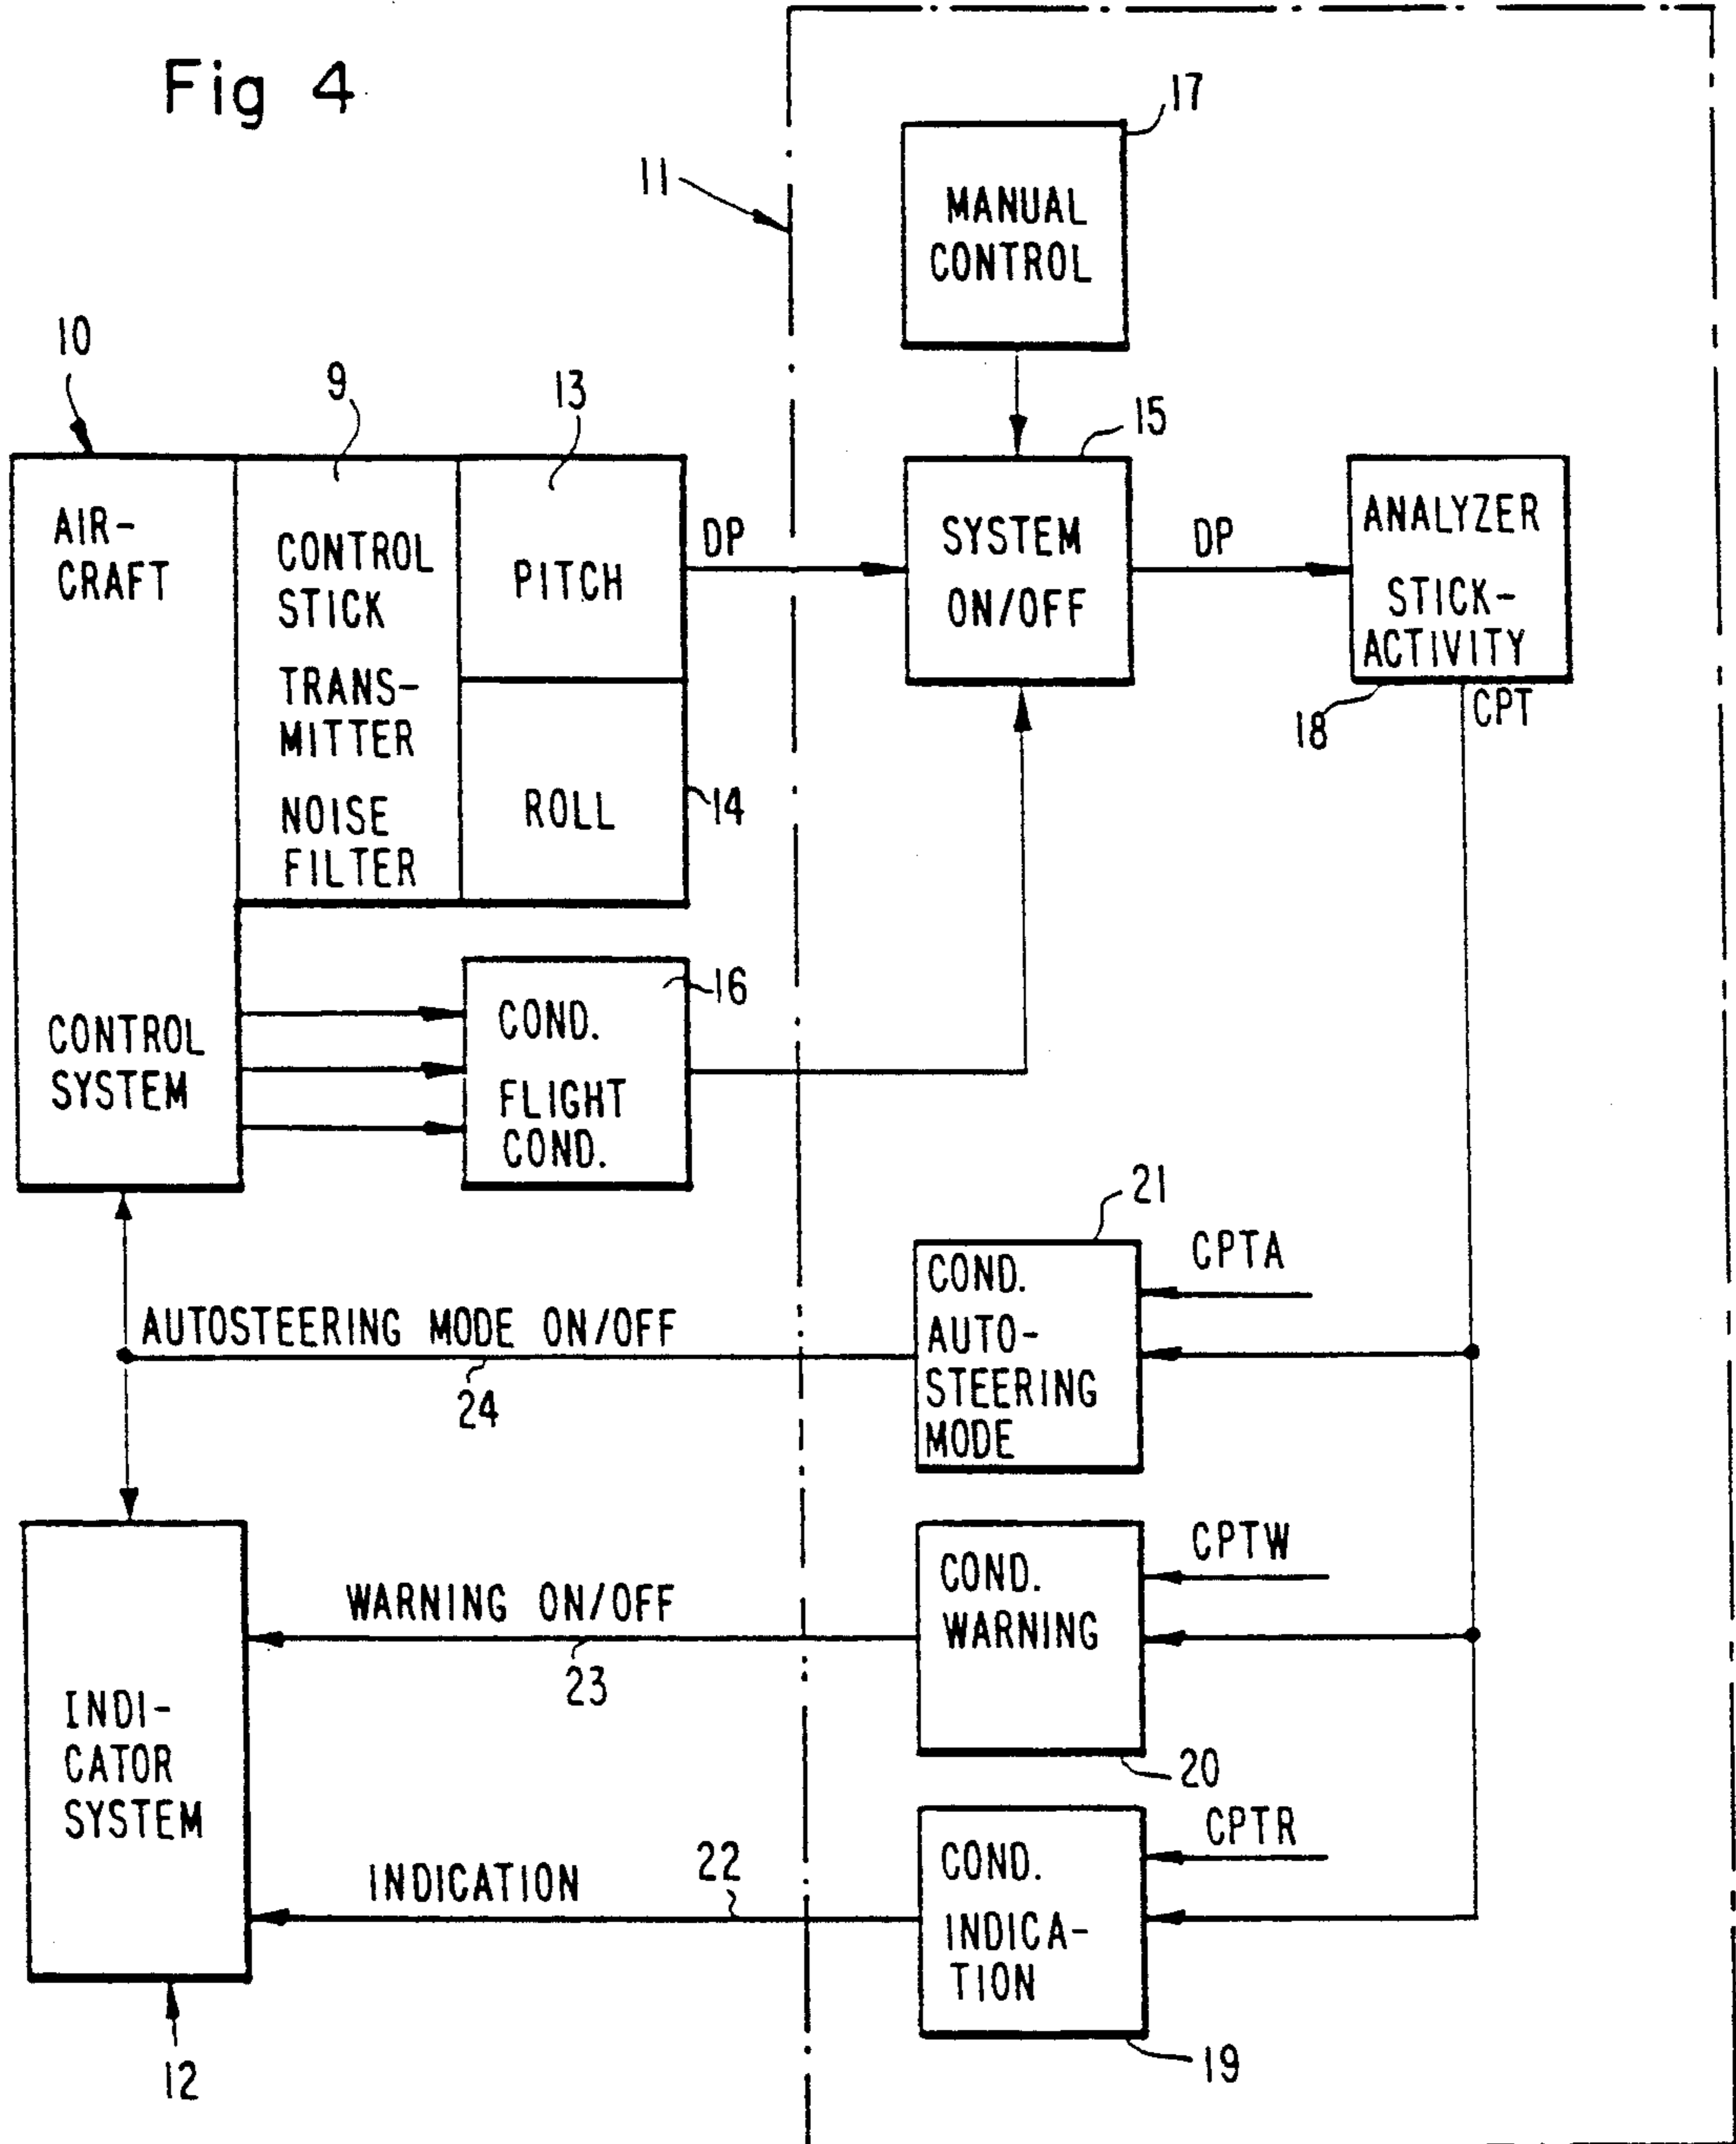 Fig 4
17
MANUAL
CONTROL
11
10
9
13
15
AIR-
CRAFT
CONTROL
SYSTEM
CONTROL
STICK
TRANS-
MITTER
NOISE
FILTER
PITCH
ROLL
14
DP
SYSTEM
ON/OFF
DP
ANALYZER
STICK-
ACTIVITY
18
CPT
16
COND.
FLIGHT
COND.
21
COND.
AUTO-
STEERING
MODE
CPTA
AUTOSTEERING MODE ON/OFF
24
COND.
WARNING
CPTW
WARNING ON/OFF
23
20
INDI-
CATOR
SYSTEM
12
COND.
INDICA-
TION
CPTR
INDICATION
22
19